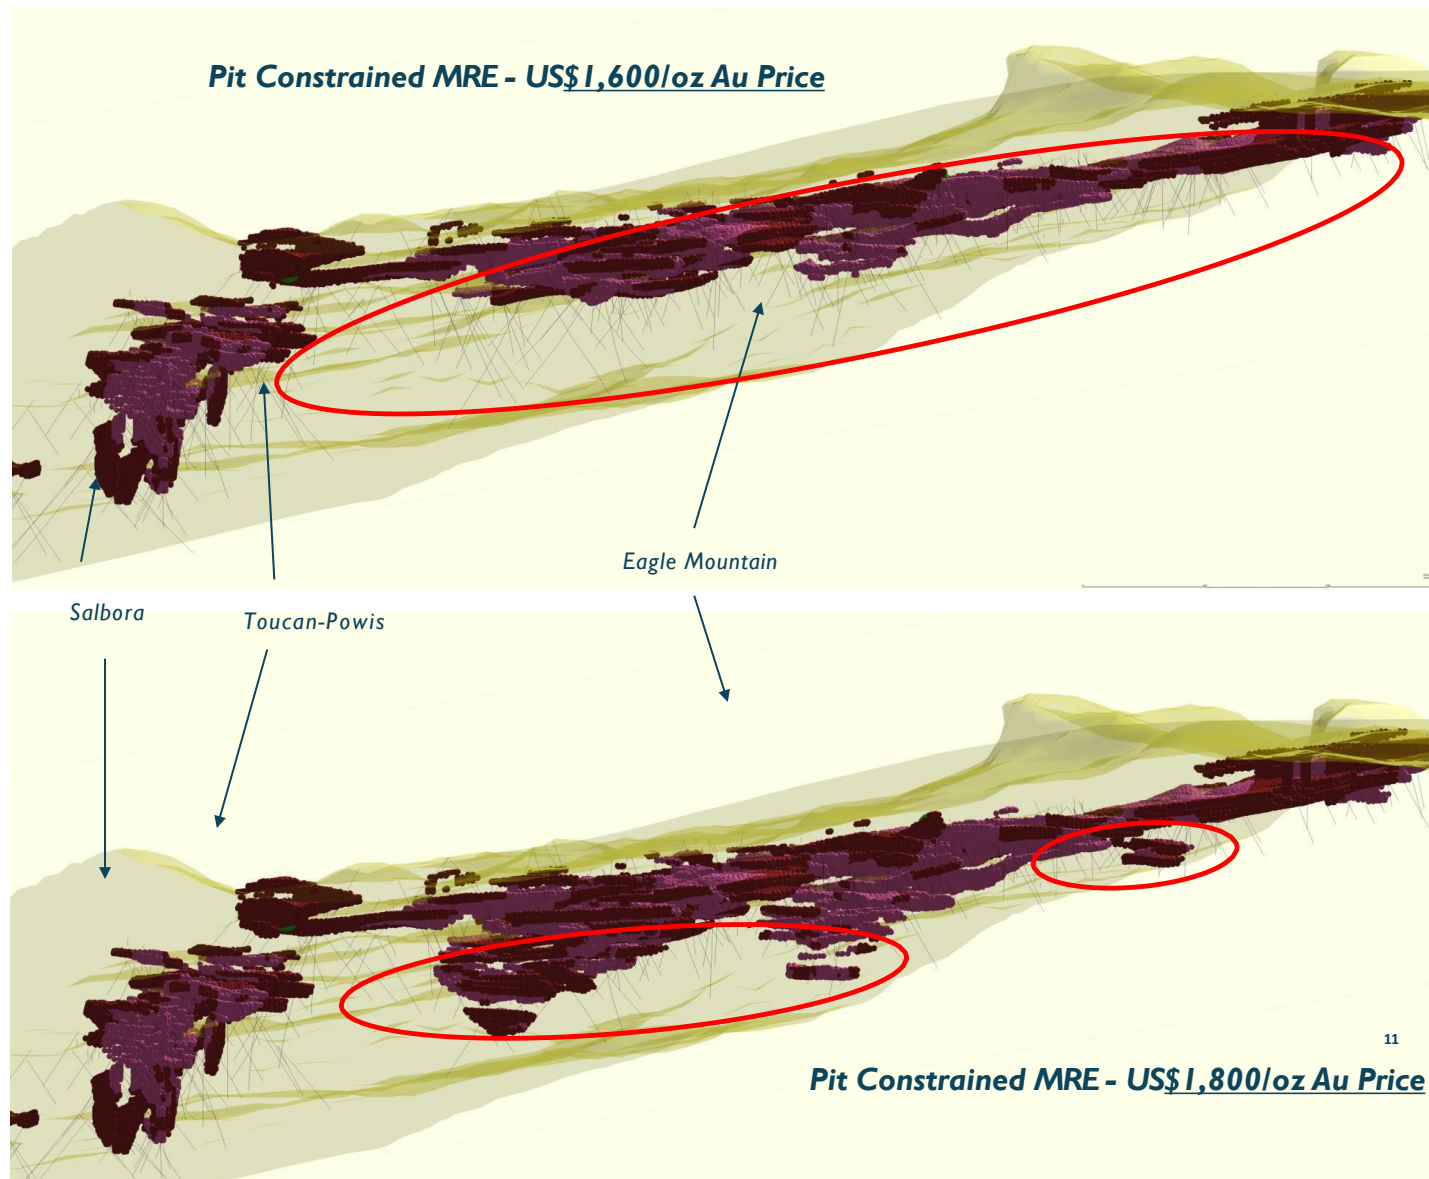 Pit Constrained MRE - US$1,600/oz Au Price
Eagle Mountain
Salbora
Toucan-Powis
11
Pit Constrained MRE - US$1,800/oz Au Price